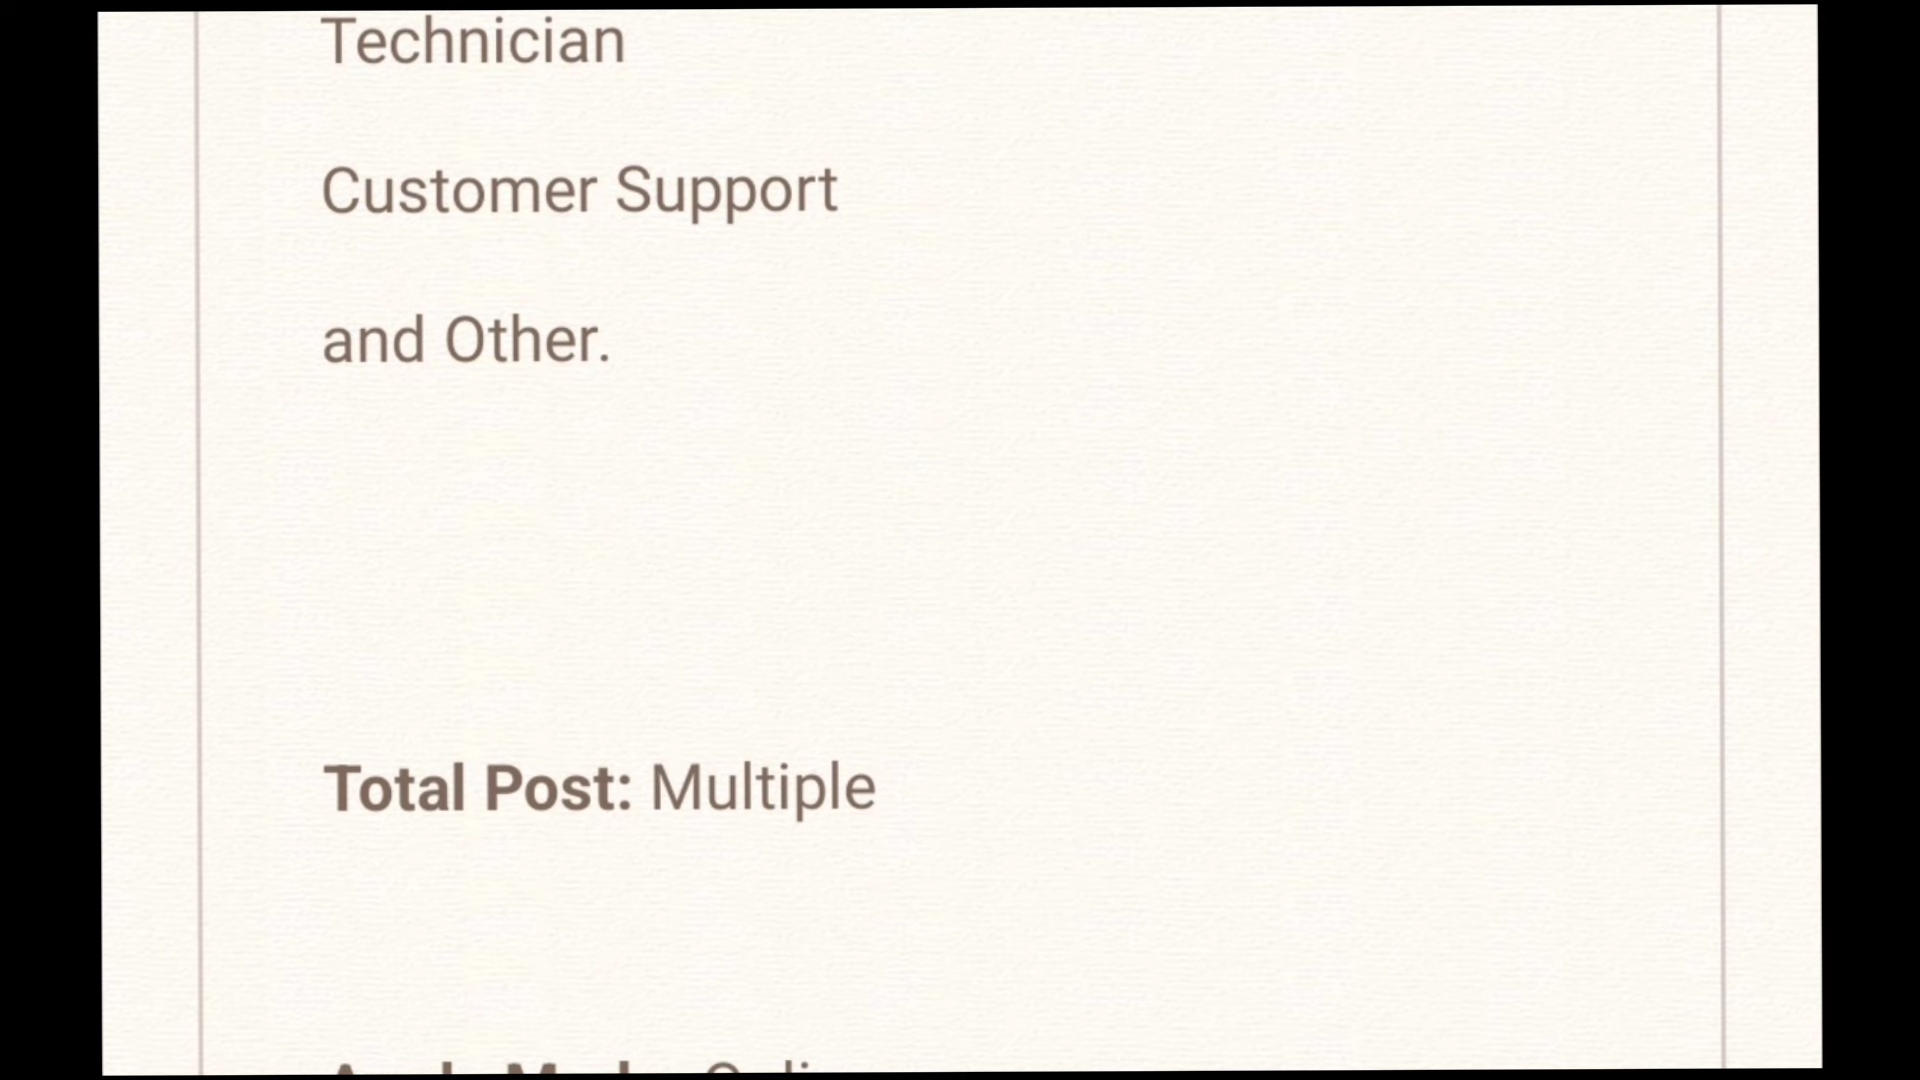 Technician
Customer Support
and Other.
Total Post: Multiple